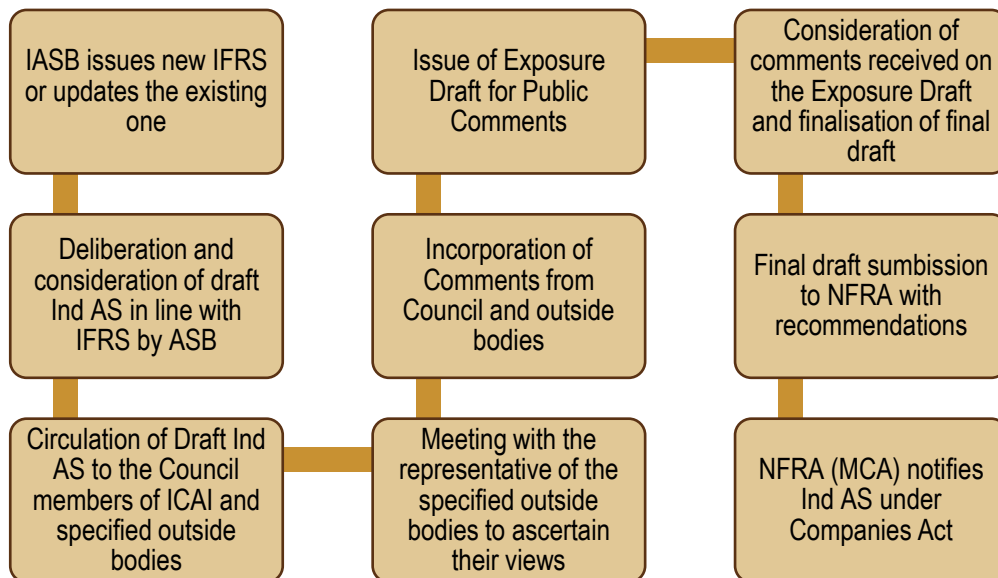 IASB issues new IFRS
or updates the existing
one
Deliberation and
consideration of draft
Ind AS in line with
IFRS by ASB
Circulation of Draft Ind
AS to the Council
members of ICAI and
specified outside
bodies
Meeting with the
representative of the
specified outside
bodies to ascertain
their views
Incorporation of
Comments from
Council and outside
bodies
Issue of Exposure
Draft for Public
Comments
Consideration of
comments received on
the Exposure Draft
and finalisation of final
draft
Final draft sumbission
to NFRA with
recommendations
NFRA (MCA) notifies
Ind AS under
Companies Act